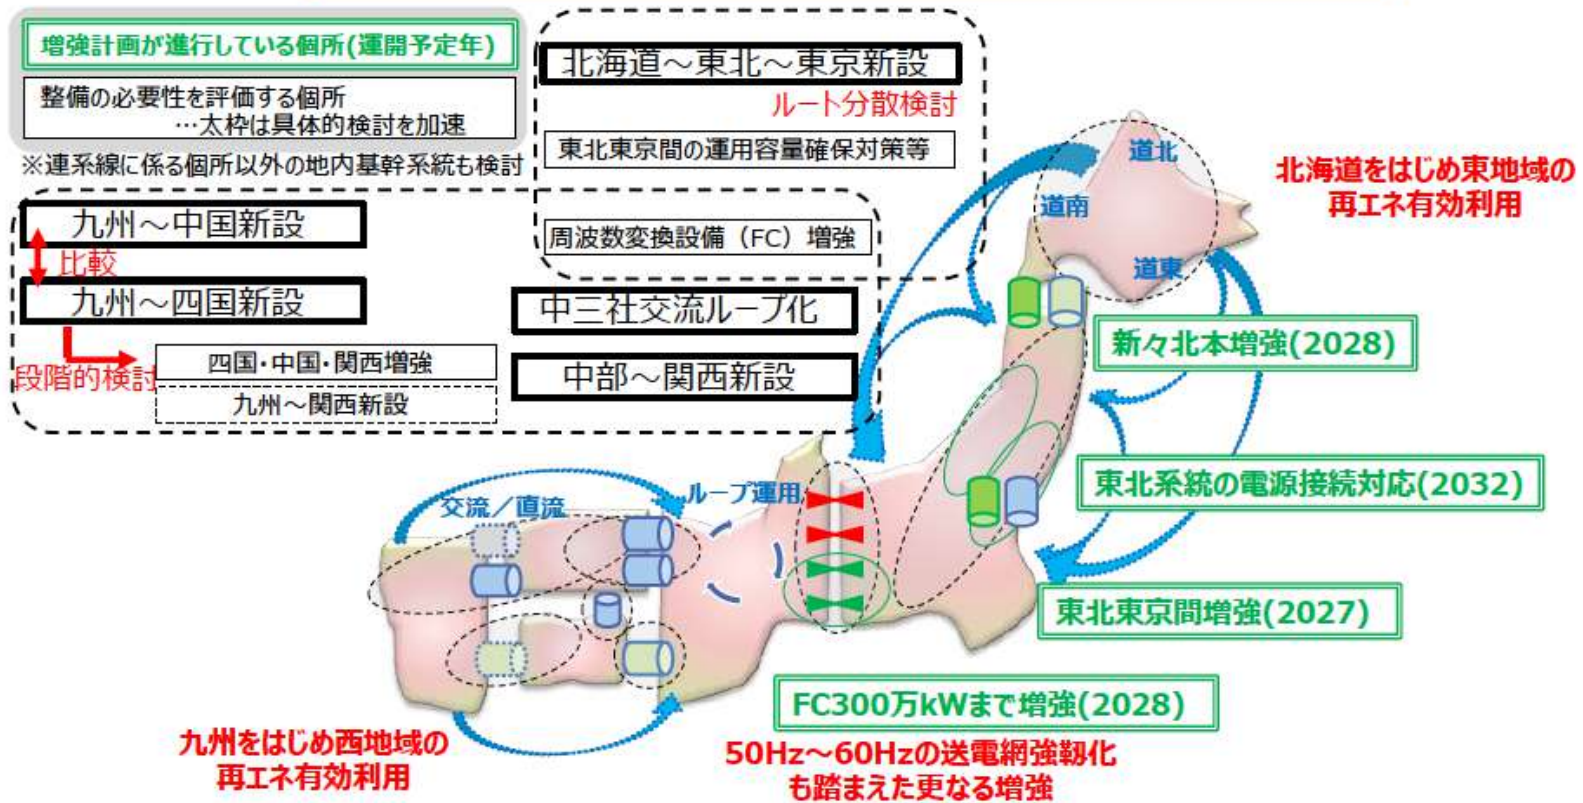 増強計画が進行している個所(運開予定年)
整備の必要性を評価する個所
…太枠は具体的検討を加速
※連系線に係る個所以外の地内基幹系統も検討
北海道～東北～東京新設
ルート分散検討
東北東京間の運用容量確保対策等
周波数変換設備（FC）増強
九州～中国新設
比較
九州～四国新設
段階的検討
四国・中国・関西増強
九州～関西新設
中三社交流ループ化
中部～関西新設
道北
道南
道東
北海道をはじめ東地域の
再エネ有効利用
新々北本増強(2028)
東北系統の電源接続対応(2032)
東北東京間増強(2027)
交流／直流
ループ運用
FC300万kWまで増強(2028)
九州をはじめ西地域の
再エネ有効利用
50Hz～60Hzの送電網強靱化
も踏まえた更なる増強